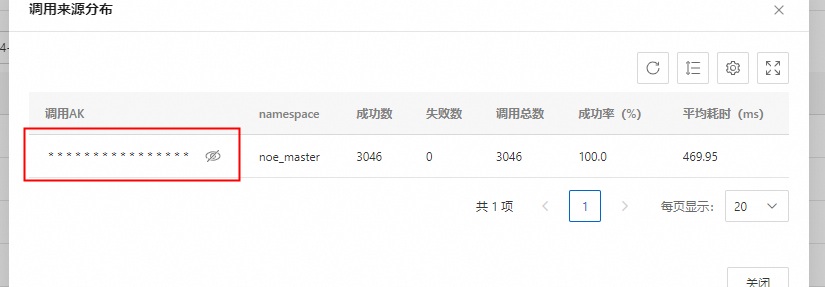 调用来源分布
4-
调用AK namespace 成功数 失败数 调用总数 成功率（%） 平均耗时（ms）
**************** noe_master 3046 0 3046 100.0 469.95
共 1 项 1 每页显示： 20
关闭